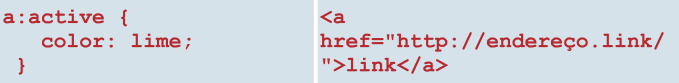 a:active {
color: lime;
}
<a
href="http://endereço.link/
">link</a>